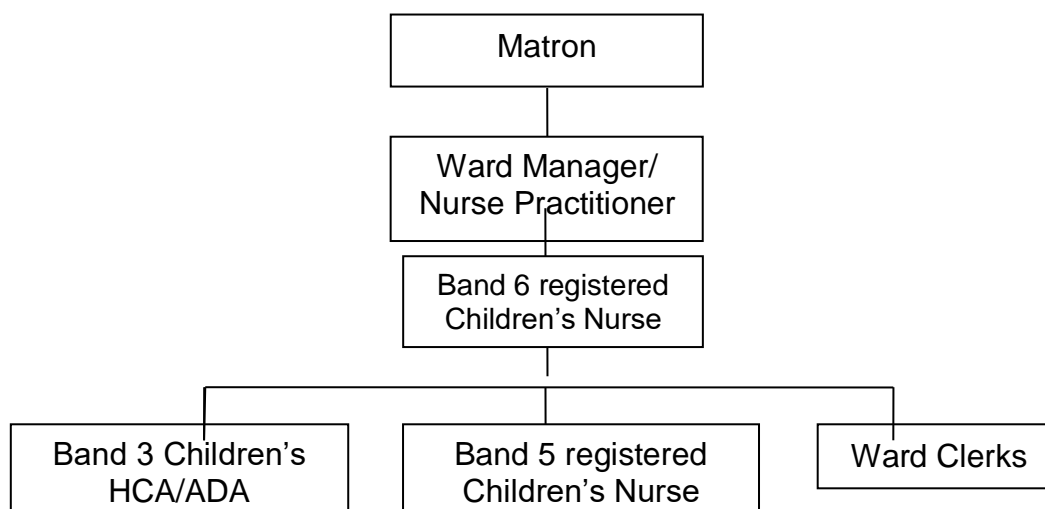 Matron
Ward Manager/
Nurse Practitioner
Band 6 registered
Children’s Nurse
Band 3 Children’s
HCA/ADA
Band 5 registered
Children’s Nurse
Ward Clerks